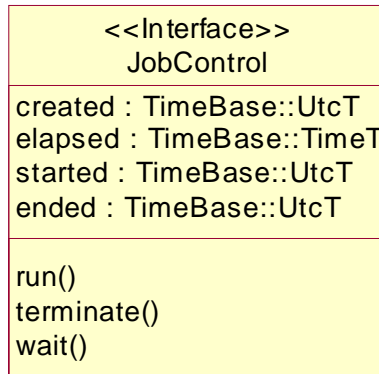 <<Interface>>
JobControl
created : TimeBase::UtcT
elapsed : TimeBase::TimeT
started : TimeBase::UtcT
ended : TimeBase::UtcT
run()
terminate()
wait()